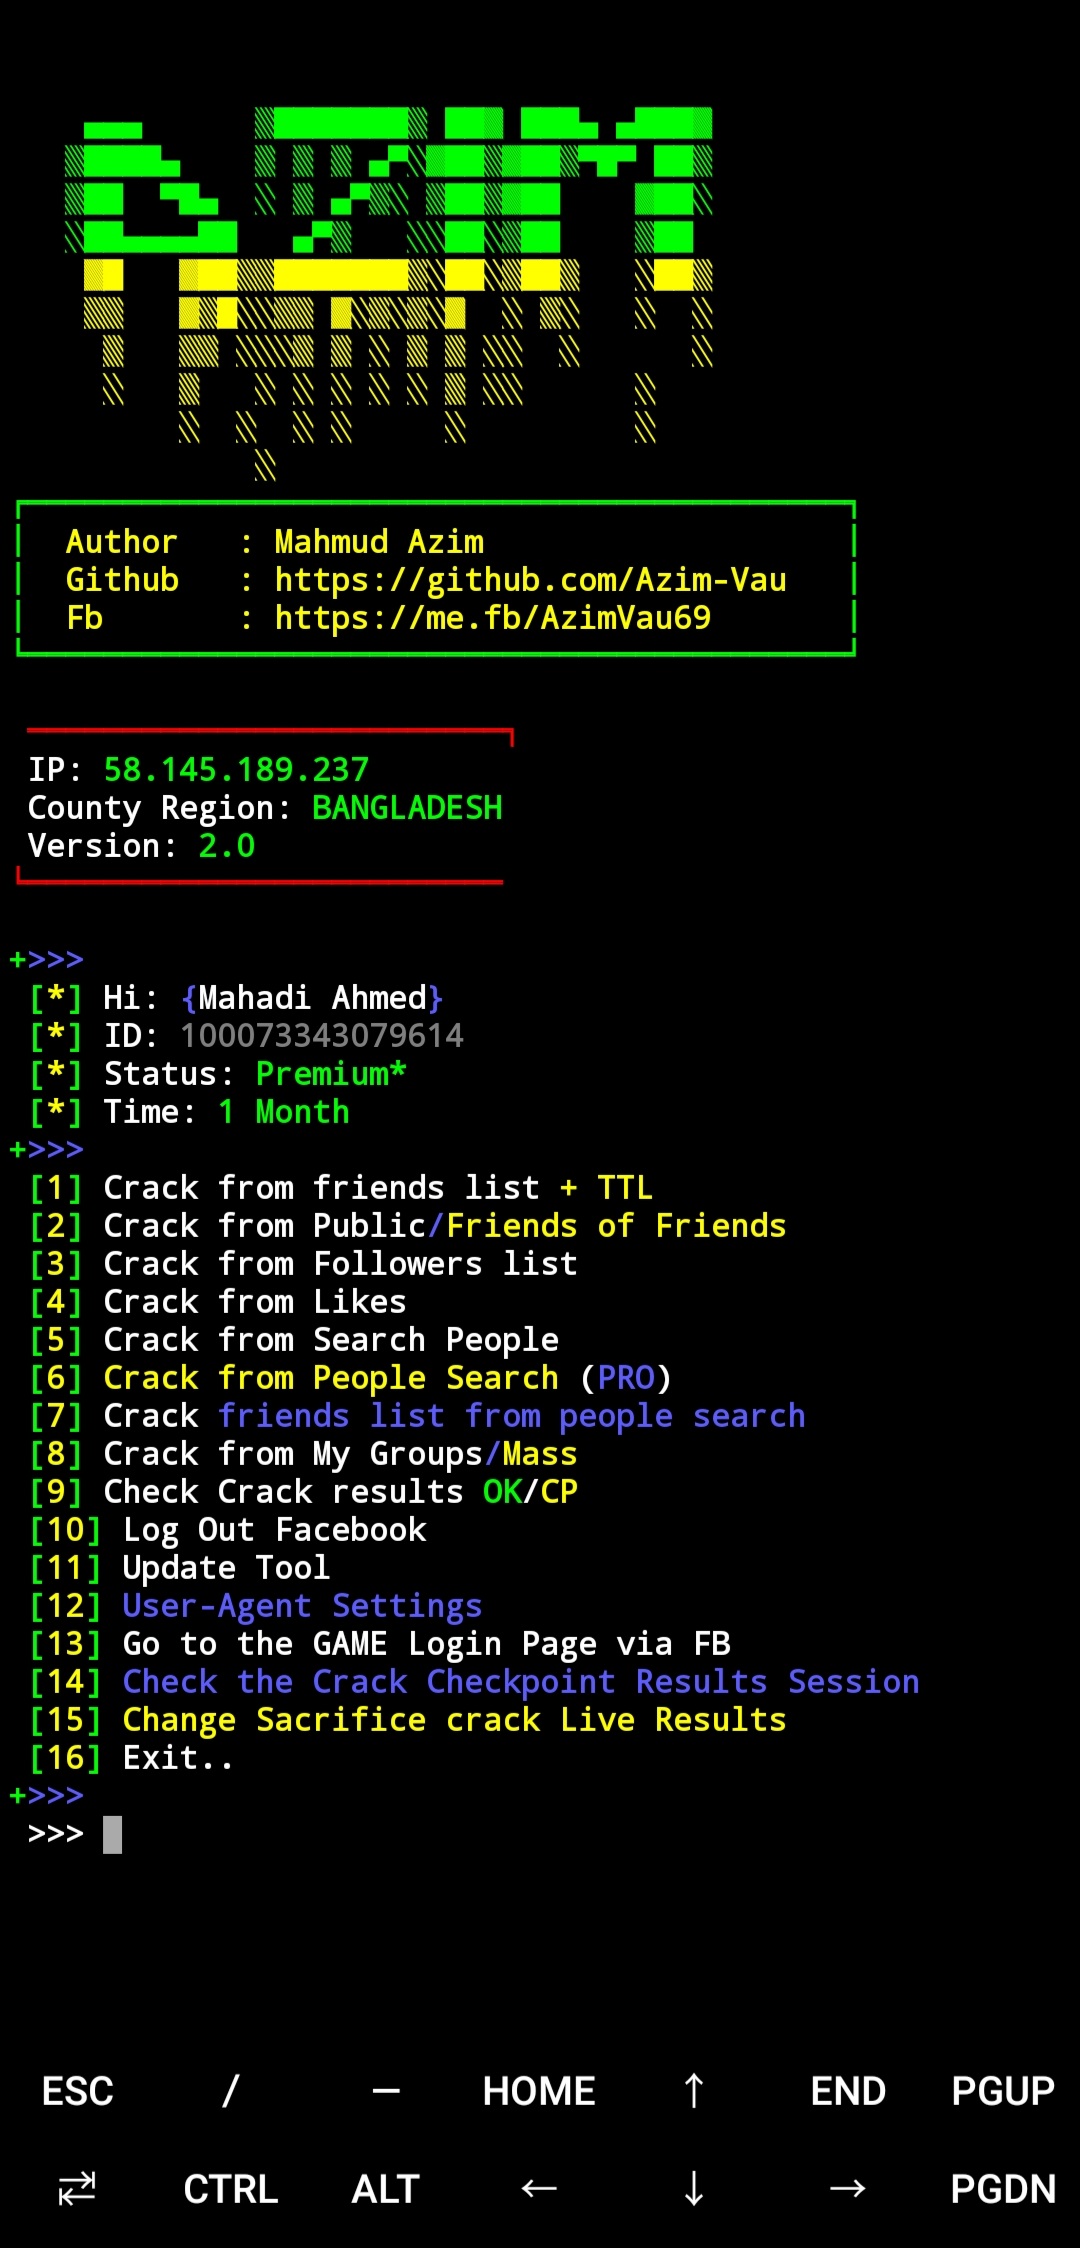 AZIM
Author : Mahmud Azim
Github : https://github.com/Azim-Vau
Fb : https://me.fb/AzimVau69
IP: 58.145.189.237
County Region: BANGLADESH
Version: 2.0
+>>>
[*] Hi: {Mahadi Ahmed}
[*] ID: 100073343079614
[*] Status: Premium*
[*] Time: 1 Month
+>>>
[1] Crack from friends list + TTL
[2] Crack from Public/Friends of Friends
[3] Crack from Followers list
[4] Crack from Likes
[5] Crack from Search People
[6] Crack from People Search (PRO)
[7] Crack friends list from people search
[8] Crack from My Groups/Mass
[9] Check Crack results OK/CP
[10] Log Out Facebook
[11] Update Tool
[12] User-Agent Settings
[13] Go to the GAME Login Page via FB
[14] Check the Crack Checkpoint Results Session
[15] Change Sacrifice crack Live Results
[16] Exit..
+>>>
>>>
ESC / — HOME ↑ END PGUP
⇄ CTRL ALT ← ↓ → PGDN